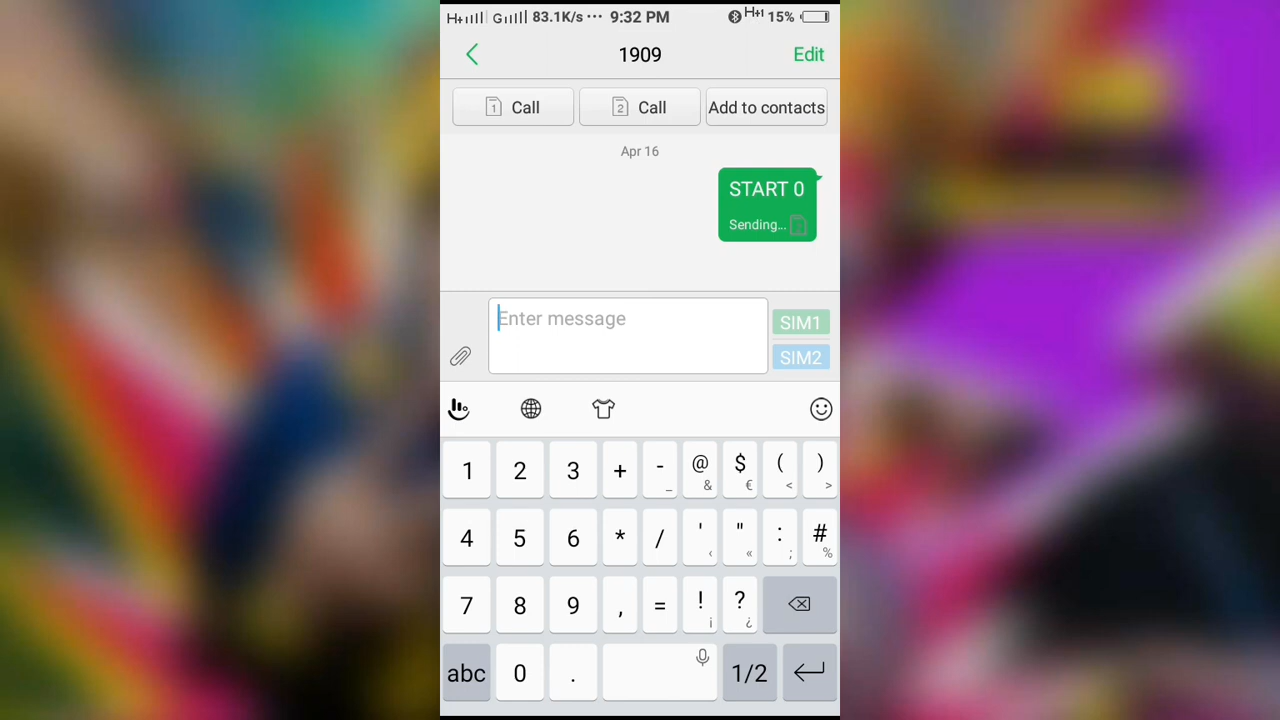 H+ G 83.1K/s ··· 9:32 PM H+ 15%
1909 Edit
1 Call 2 Call Add to contacts
Apr 16
START 0
Sending...
Enter message
SIM1
SIM2
1 2 3 + - _ @ & $ € ( < ) >
4 5 6 * / ' ‹ " « : ; # %
7 8 9 , = ! ¡ ? ¿
abc 0 . 1/2